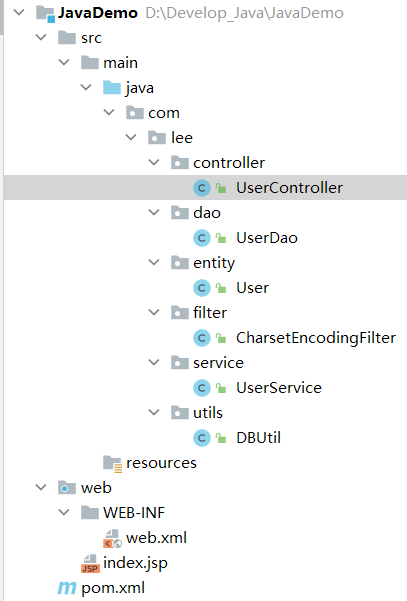 JavaDemo D:\Develop_Java\JavaDemo
src
main
java
com
lee
controller
UserController
dao
UserDao
entity
User
filter
CharsetEncodingFilter
service
UserService
utils
DBUtil
resources
web
WEB-INF
web.xml
JSP index.jsp
m pom.xml